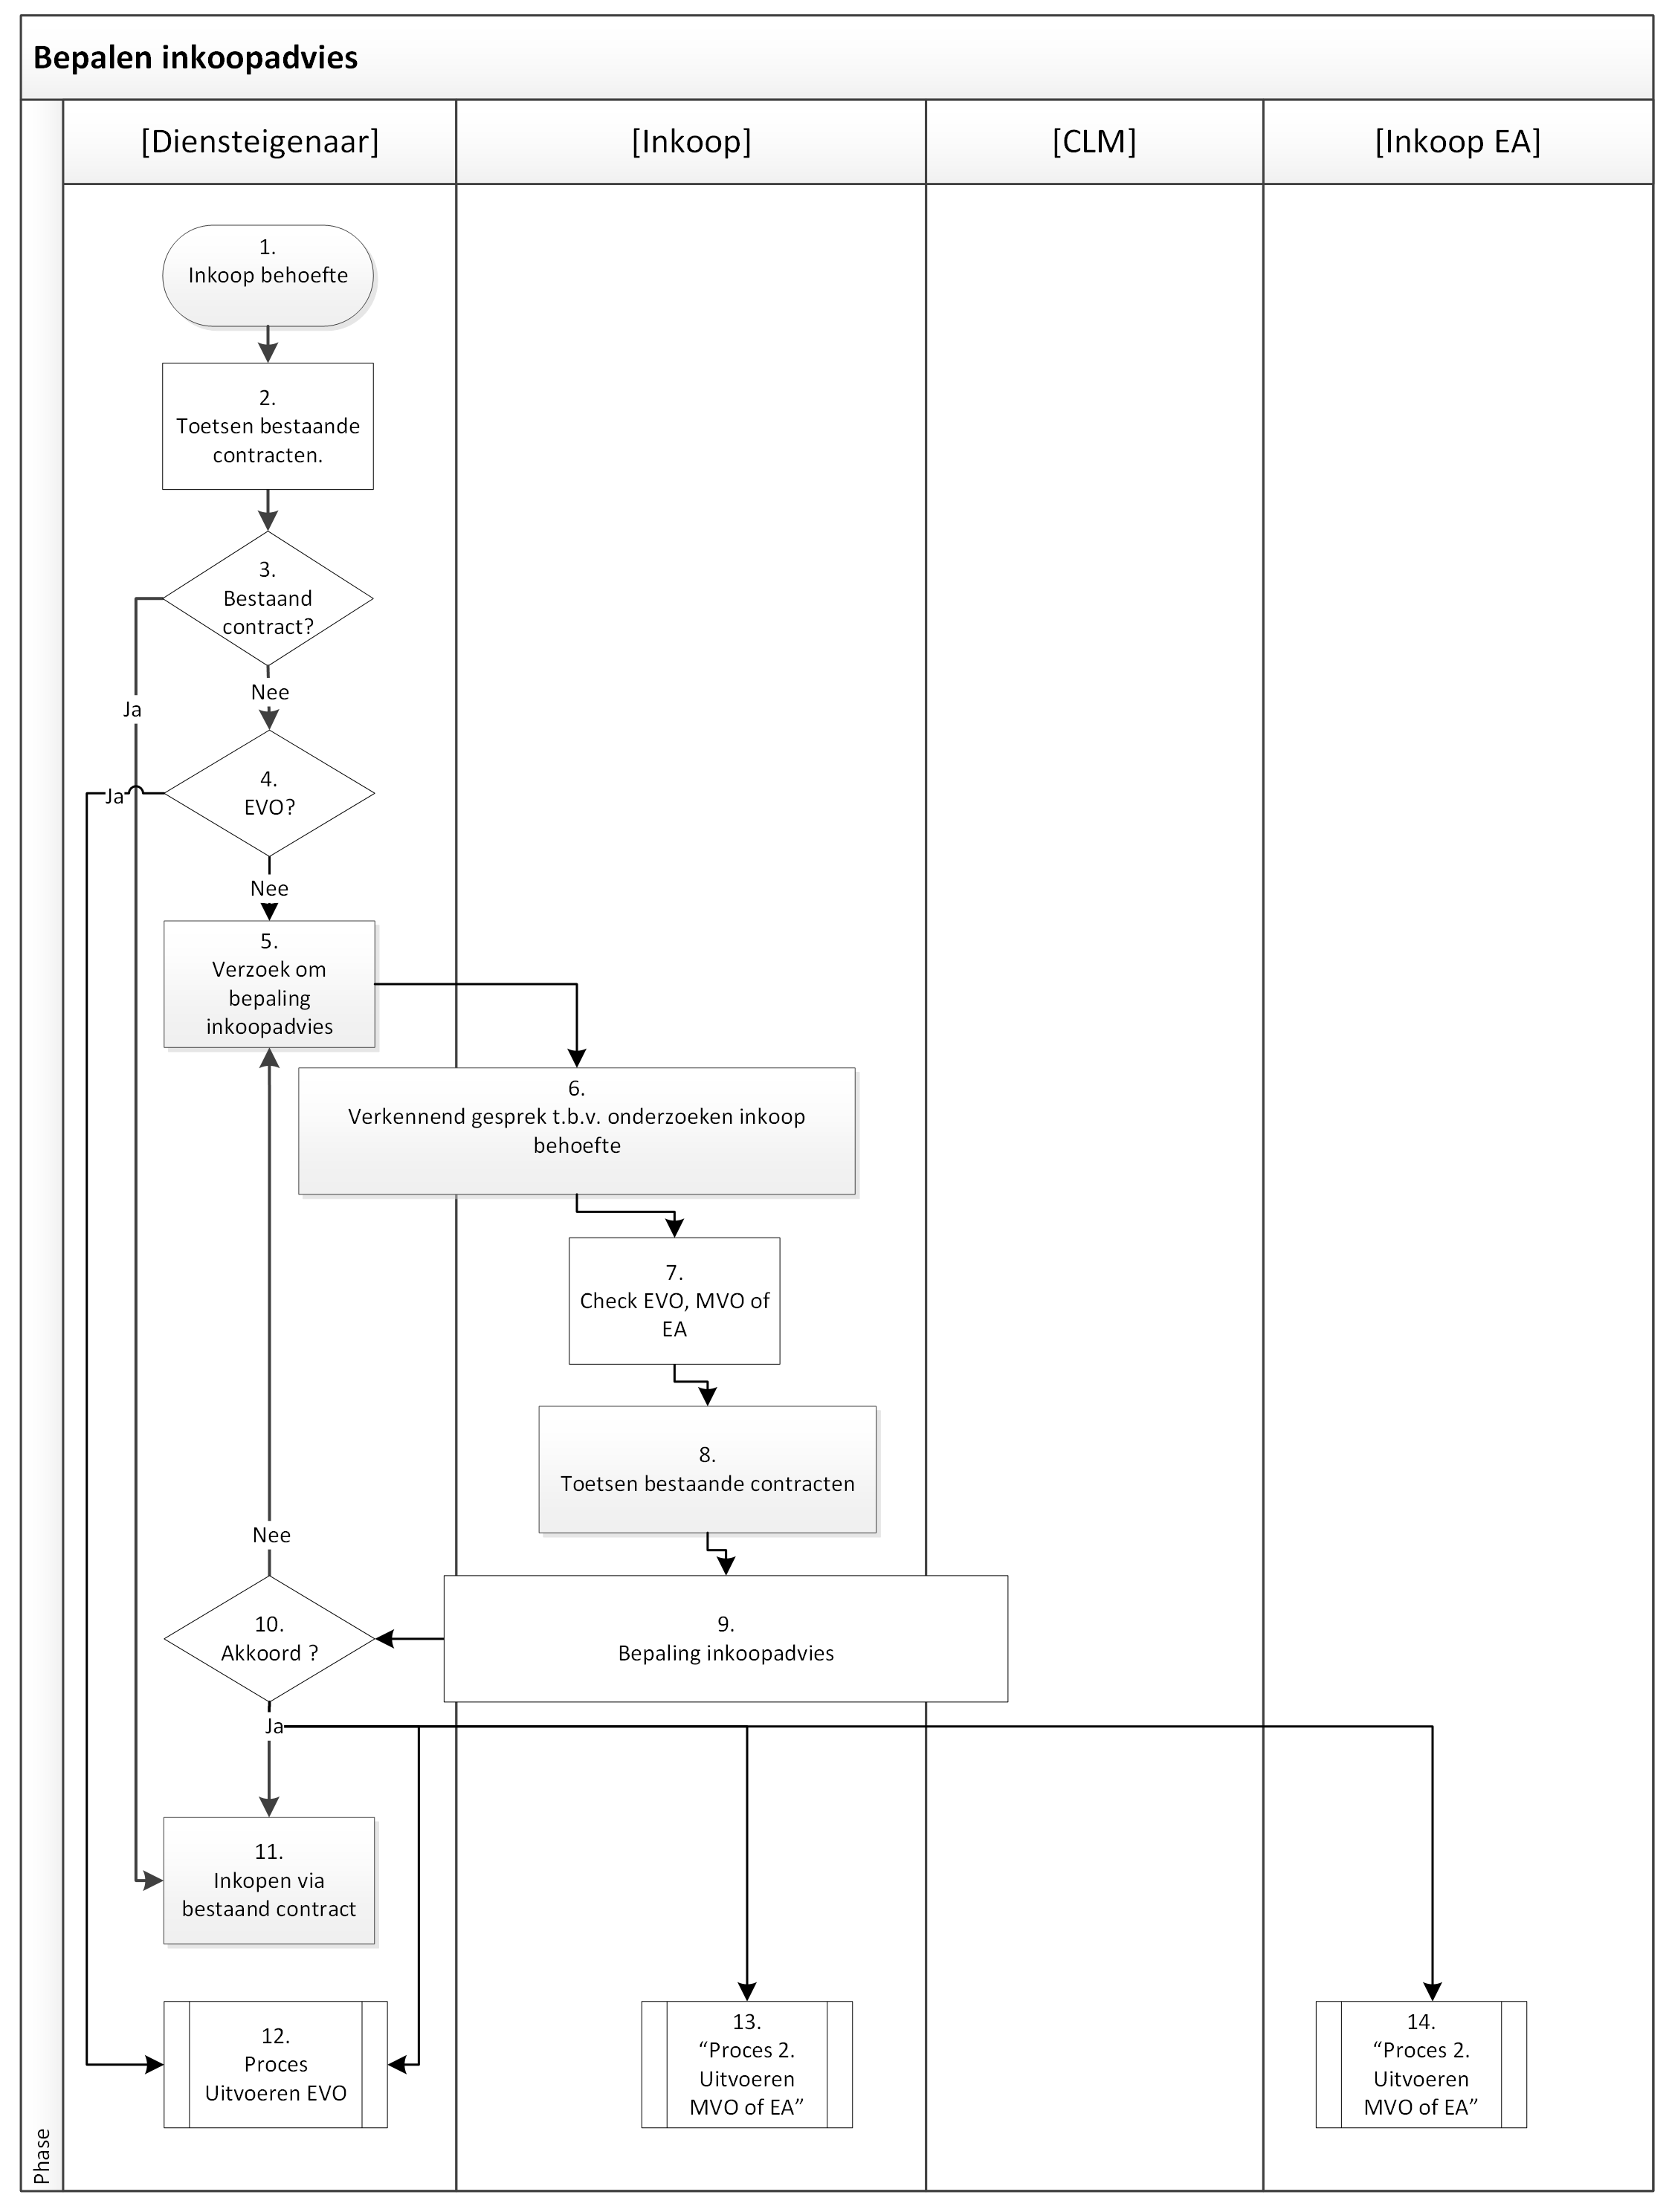 Bepalen inkoopadvies
[Diensteigenaar]
[Inkoop]
[CLM]
[Inkoop EA]
1.
Inkoop behoefte
2.
Toetsen bestaande
contracten.
3.
Bestaand
contract?
Nee
Ja
4.
EVO?
Ja
Nee
5.
Verzoek om
bepaling
inkoopadvies
6.
Verkennend gesprek t.b.v. onderzoeken inkoop
behoefte
7.
Check EVO, MVO of
EA
8.
Toetsen bestaande contracten
Nee
9.
Bepaling inkoopadvies
10.
Akkoord ?
Ja
11.
Inkopen via
bestaand contract
12.
Proces
Uitvoeren EVO
13.
“Proces 2.
Uitvoeren
MVO of EA”
14.
“Proces 2.
Uitvoeren
MVO of EA”
Phase